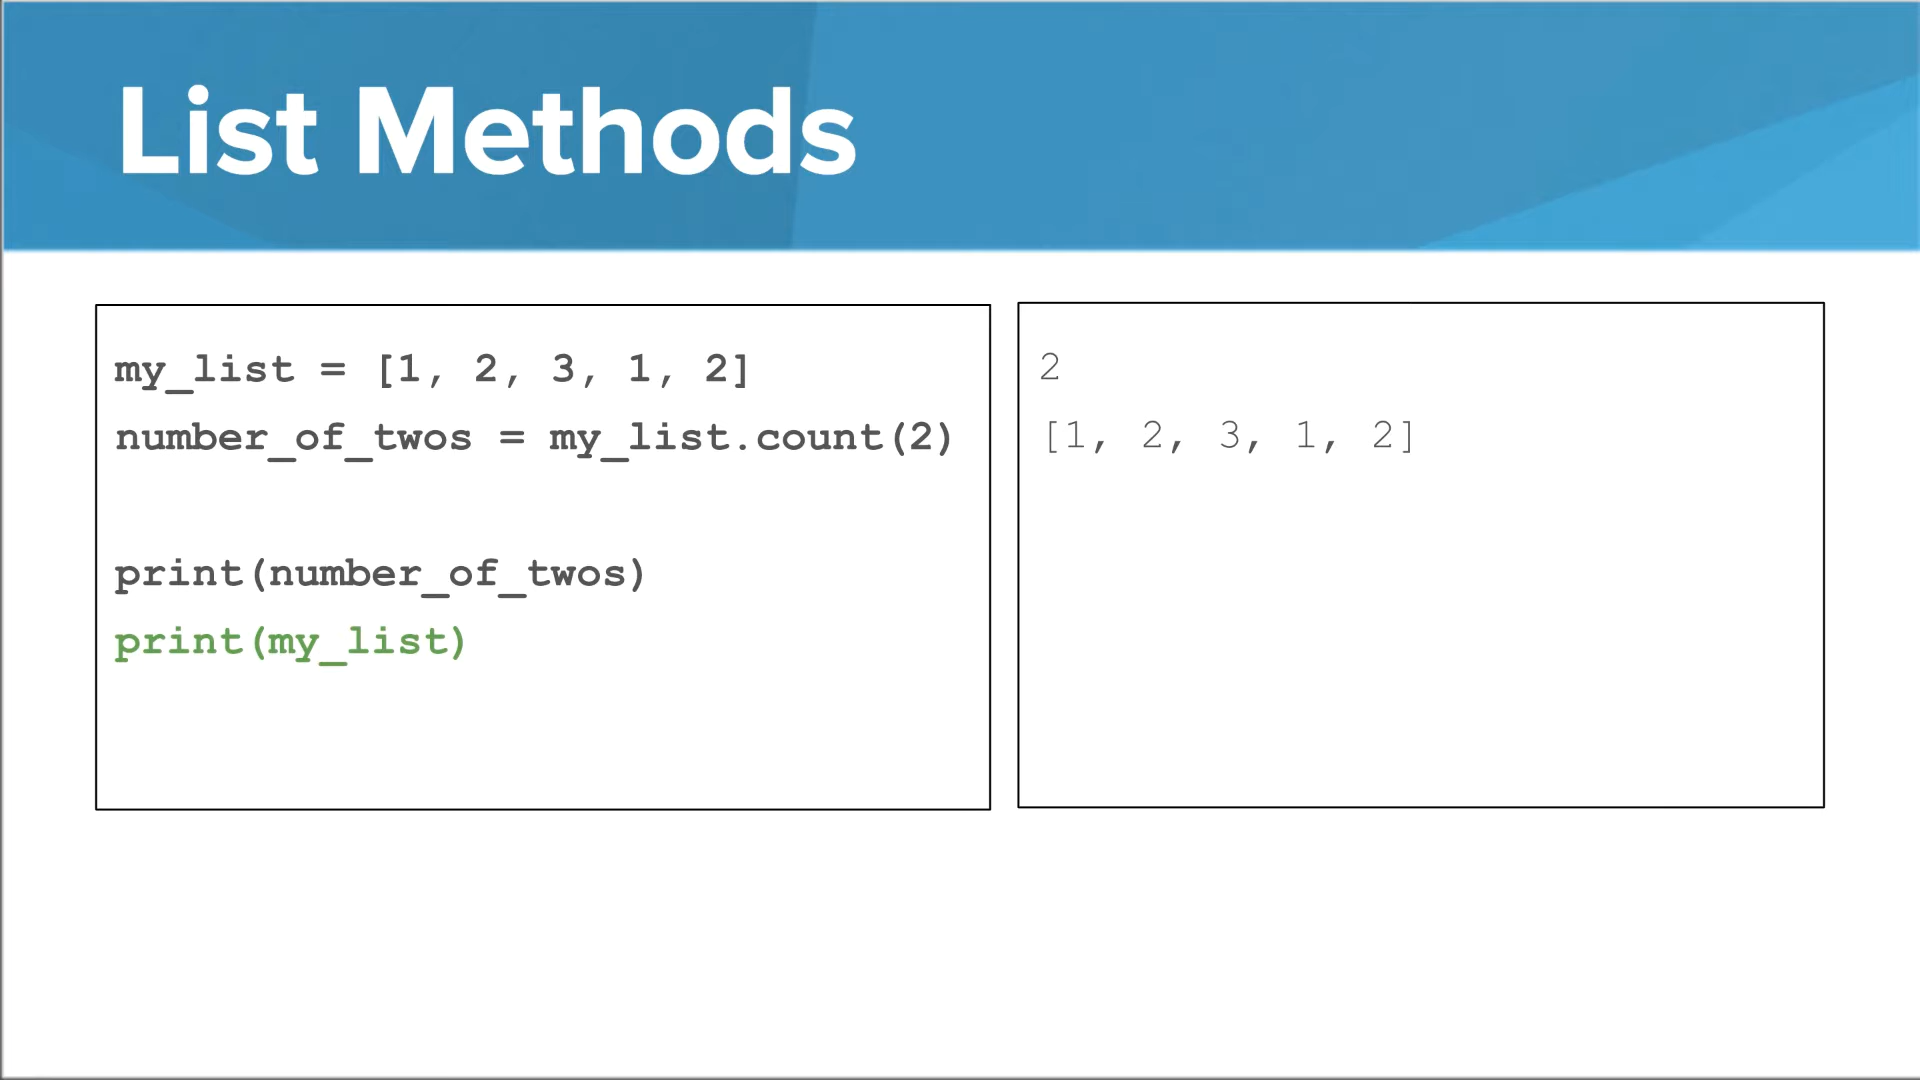 List Methods
my_list = [1, 2, 3, 1, 2]
number_of_twos = my_list.count(2)
print(number_of_twos)
print(my_list)
2
[1, 2, 3, 1, 2]